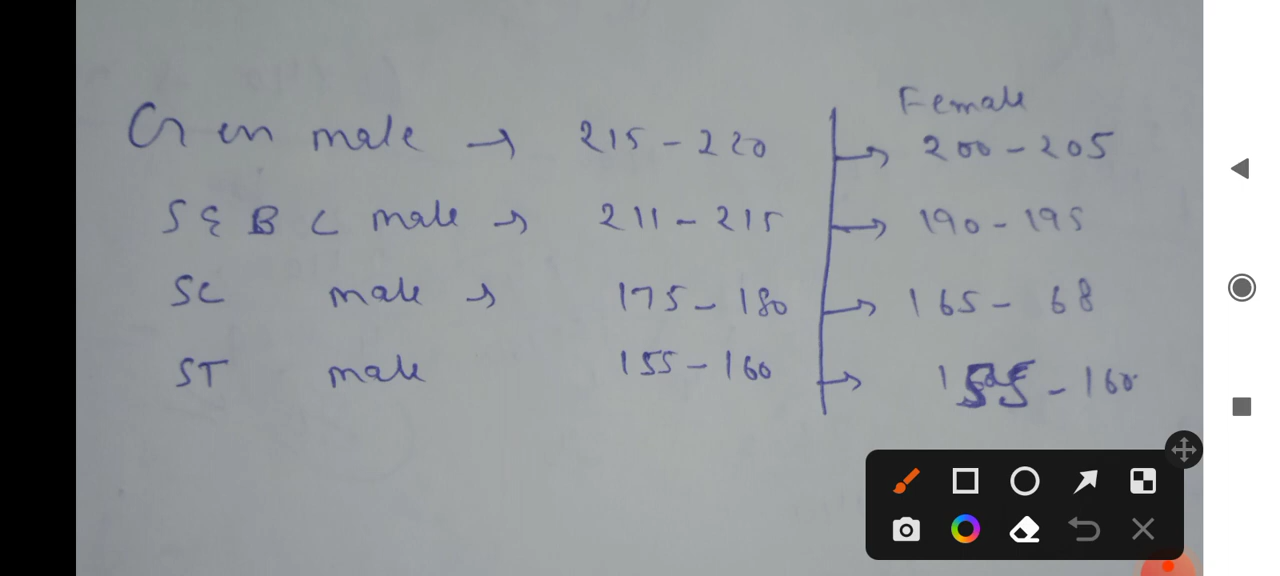 Female
Gen male → 215 - 220 → 200 - 205
SEBC male → 211 - 215 → 190 - 195
SC male → 175 - 180 → 165 - 68
ST male 155 - 160 → 155 - 160